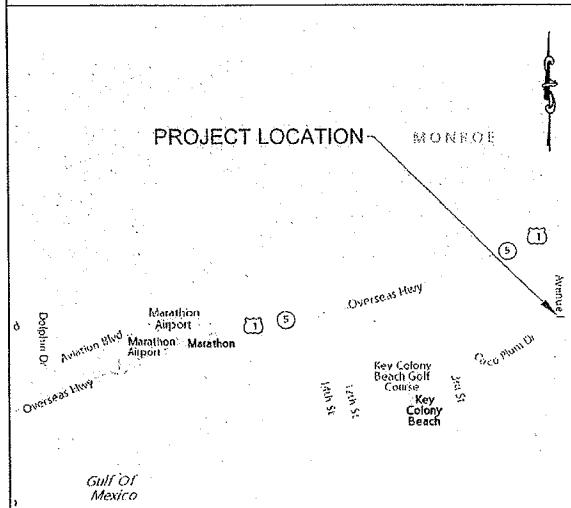 PROJECT LOCATION
MONROE
1
5
Avenue I
Overseas Hwy
Marathon
Airport
1
5
Dolphin Dr
Aviation Blvd
Marathon
Airport
Marathon
Coco Plum Dr
Overseas Hwy
Key Colony
Beach Golf
Course
Key
Colony
Beach
14th St
12th St
Gulf Of
Mexico